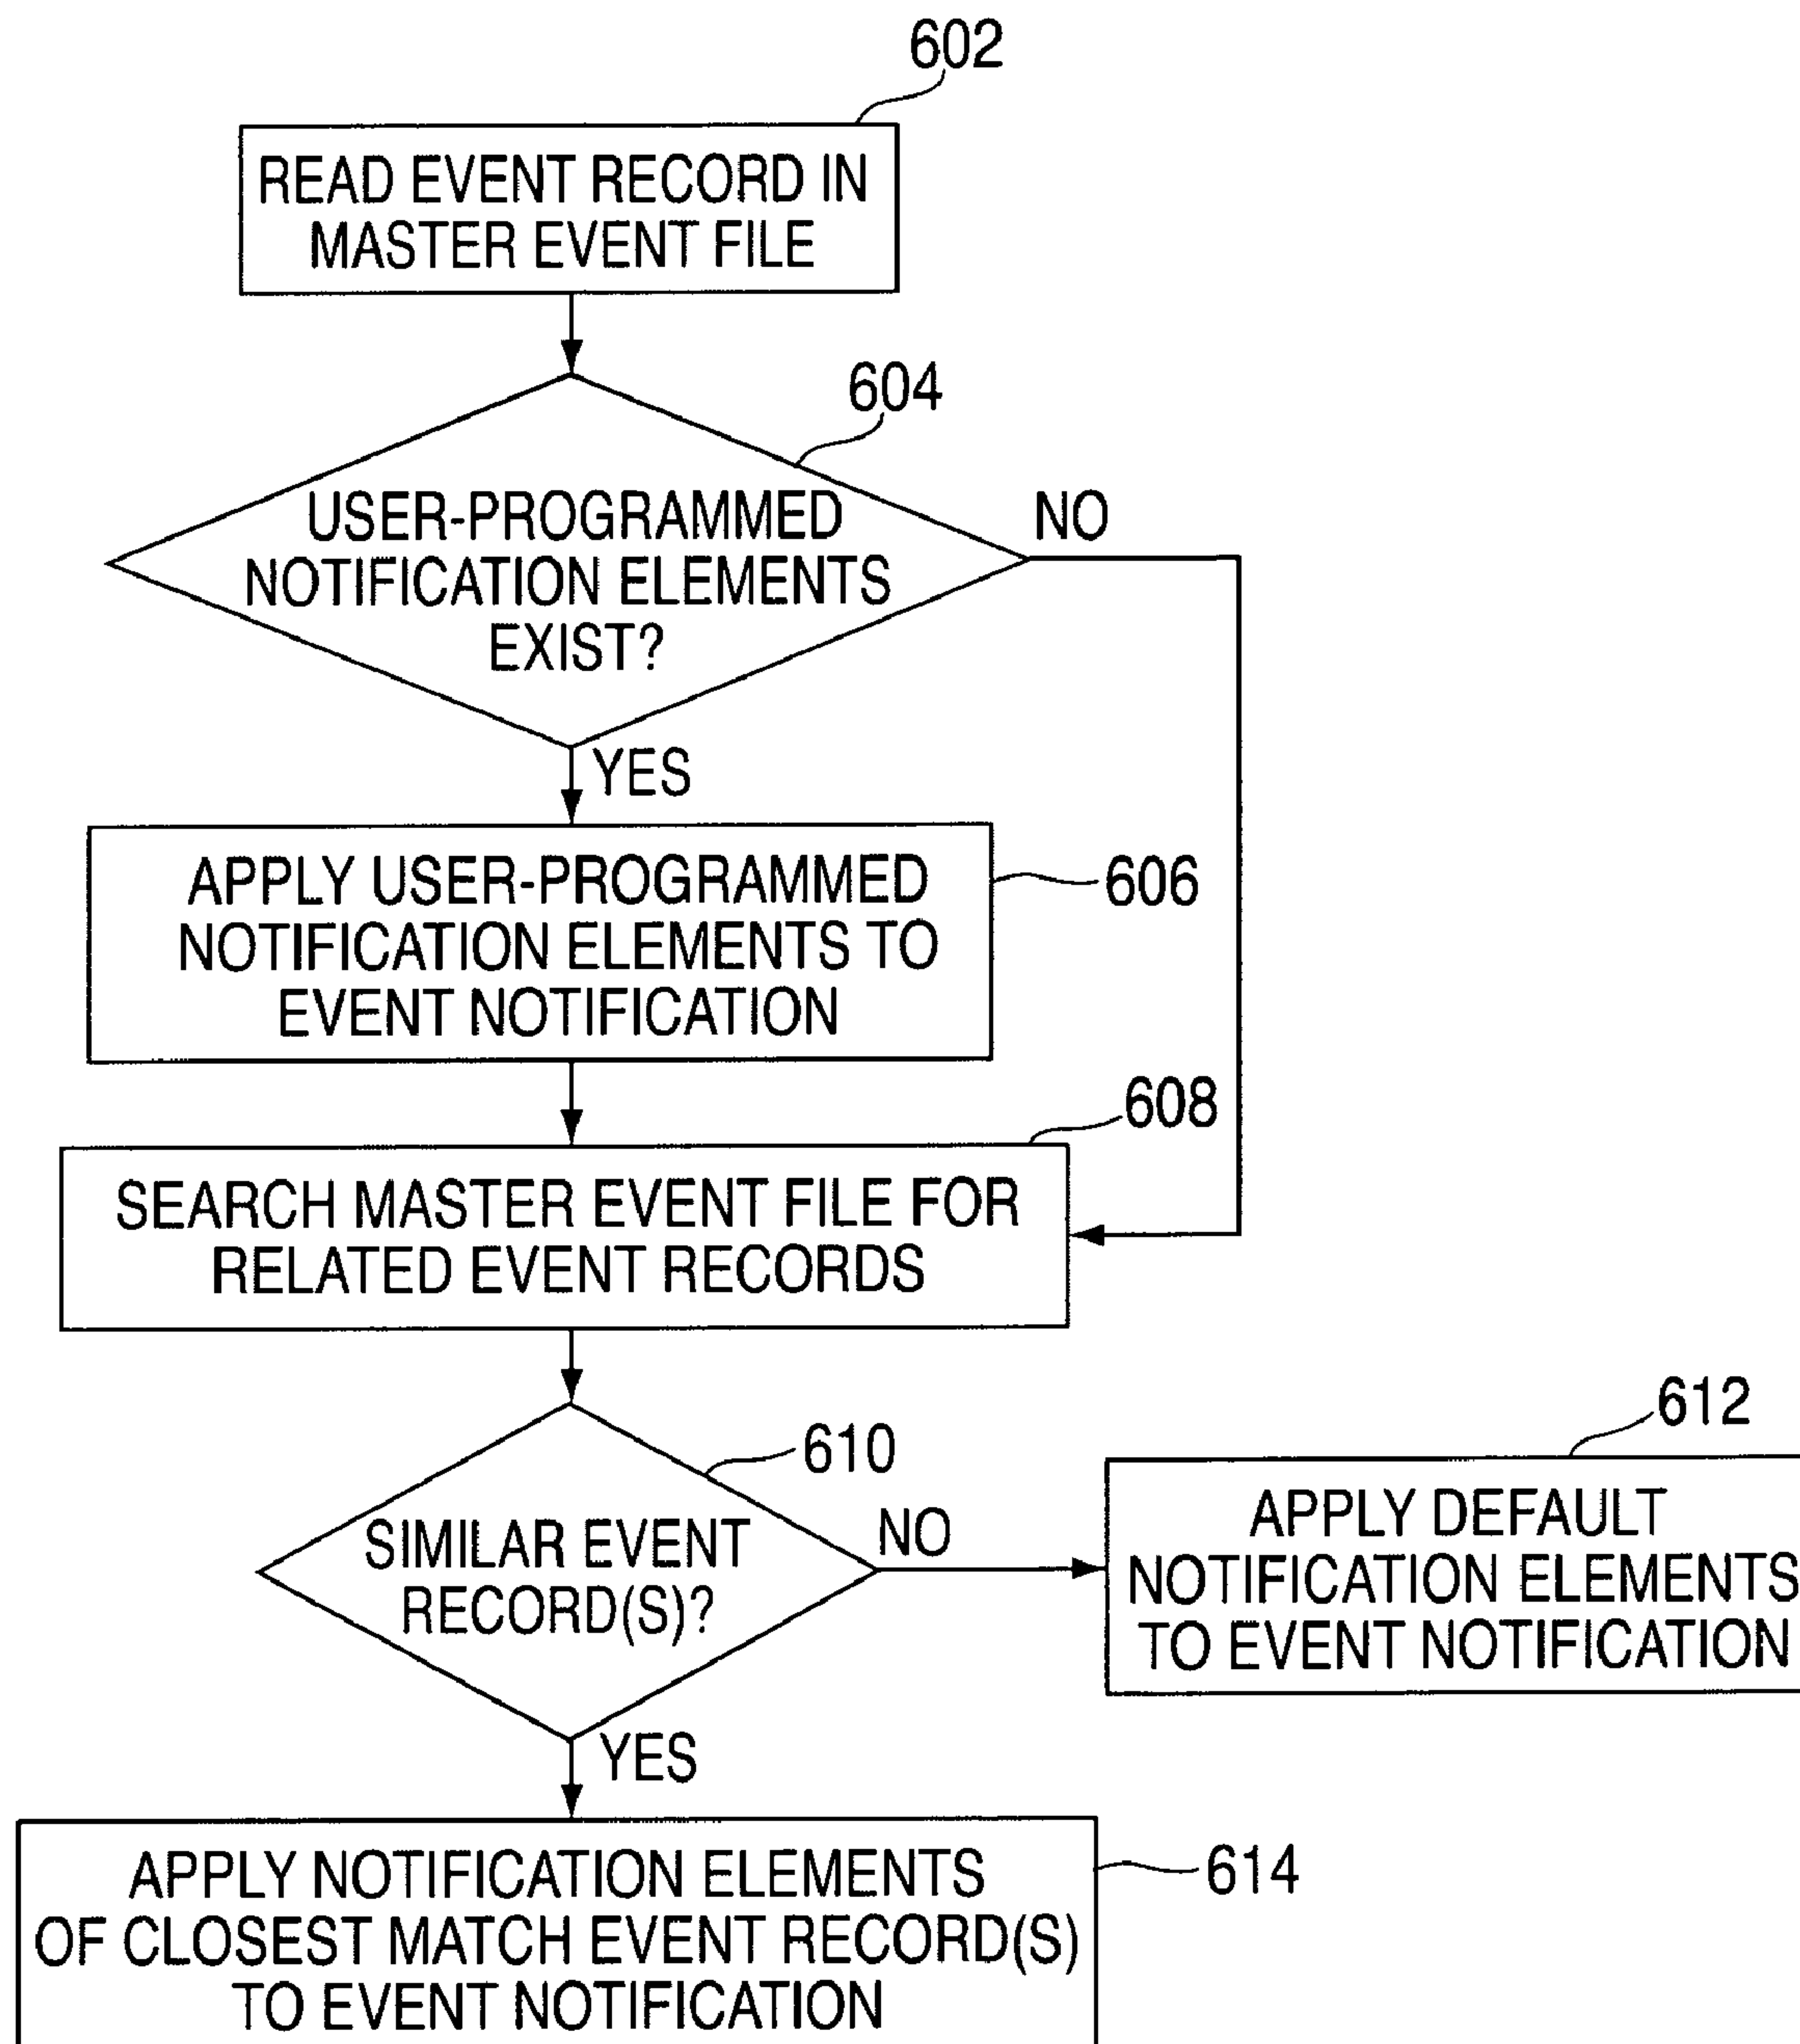 602
READ EVENT RECORD IN
MASTER EVENT FILE
604
USER-PROGRAMMED
NOTIFICATION ELEMENTS
EXIST?
NO
YES
APPLY USER-PROGRAMMED
NOTIFICATION ELEMENTS TO
EVENT NOTIFICATION
606
608
SEARCH MASTER EVENT FILE FOR
RELATED EVENT RECORDS
610
SIMILAR EVENT
RECORD(S)?
NO
612
APPLY DEFAULT
NOTIFICATION ELEMENTS
TO EVENT NOTIFICATION
YES
APPLY NOTIFICATION ELEMENTS
OF CLOSEST MATCH EVENT RECORD(S)
TO EVENT NOTIFICATION
614